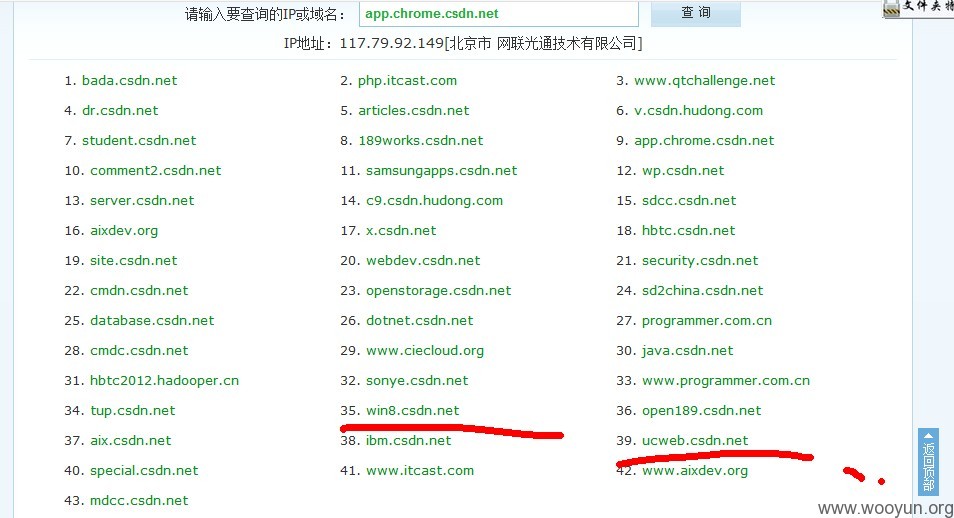 请输入要查询的IP或域名： app.chrome.csdn.net 查 询
文件夹特
IP地址：117.79.92.149[北京市 网联光通技术有限公司]
1. bada.csdn.net 2. php.itcast.com 3. www.qtchallenge.net
4. dr.csdn.net 5. articles.csdn.net 6. v.csdn.hudong.com
7. student.csdn.net 8. 189works.csdn.net 9. app.chrome.csdn.net
10. comment2.csdn.net 11. samsungapps.csdn.net 12. wp.csdn.net
13. server.csdn.net 14. c9.csdn.hudong.com 15. sdcc.csdn.net
16. aixdev.org 17. x.csdn.net 18. hbtc.csdn.net
19. site.csdn.net 20. webdev.csdn.net 21. security.csdn.net
22. cmdn.csdn.net 23. openstorage.csdn.net 24. sd2china.csdn.net
25. database.csdn.net 26. dotnet.csdn.net 27. programmer.com.cn
28. cmdc.csdn.net 29. www.ciecloud.org 30. java.csdn.net
31. hbtc2012.hadooper.cn 32. sonye.csdn.net 33. www.programmer.com.cn
34. tup.csdn.net 35. win8.csdn.net 36. open189.csdn.net
37. aix.csdn.net 38. ibm.csdn.net 39. ucweb.csdn.net
40. special.csdn.net 41. www.itcast.com 42. www.aixdev.org
43. mdcc.csdn.net
返回顶部
www.wooyun.org